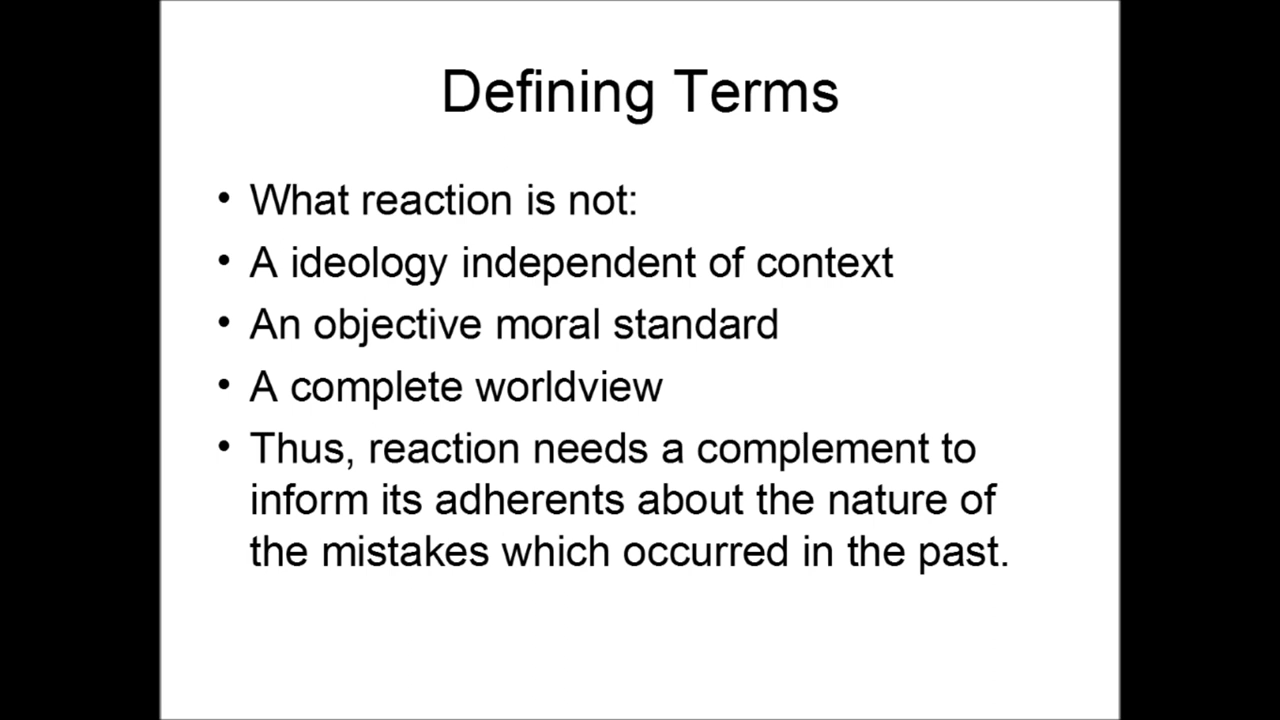 Defining Terms
• What reaction is not:
• A ideology independent of context
• An objective moral standard
• A complete worldview
• Thus, reaction needs a complement to
inform its adherents about the nature of
the mistakes which occurred in the past.